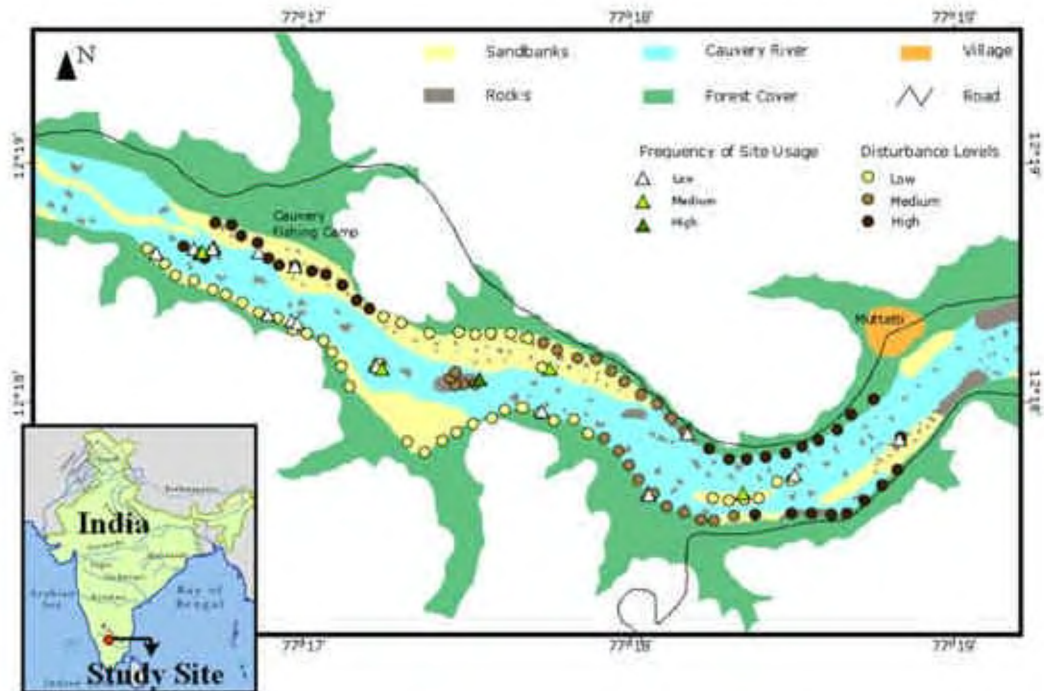 77°17'
77°18'
77°19'
N
Sandbanks
Cauvery River
Village
Rocks
Forest Cover
Road
12°19'
12°19'
Frequency of Site Usage
Disturbance Levels
Low
Low
Medium
Medium
High
High
Cauvery
Fishing Camp
Muttatti
12°18'
12°18'
India
Arabian
Sea
Bay of
Bengal
Study Site
77°17'
77°18'
77°19'